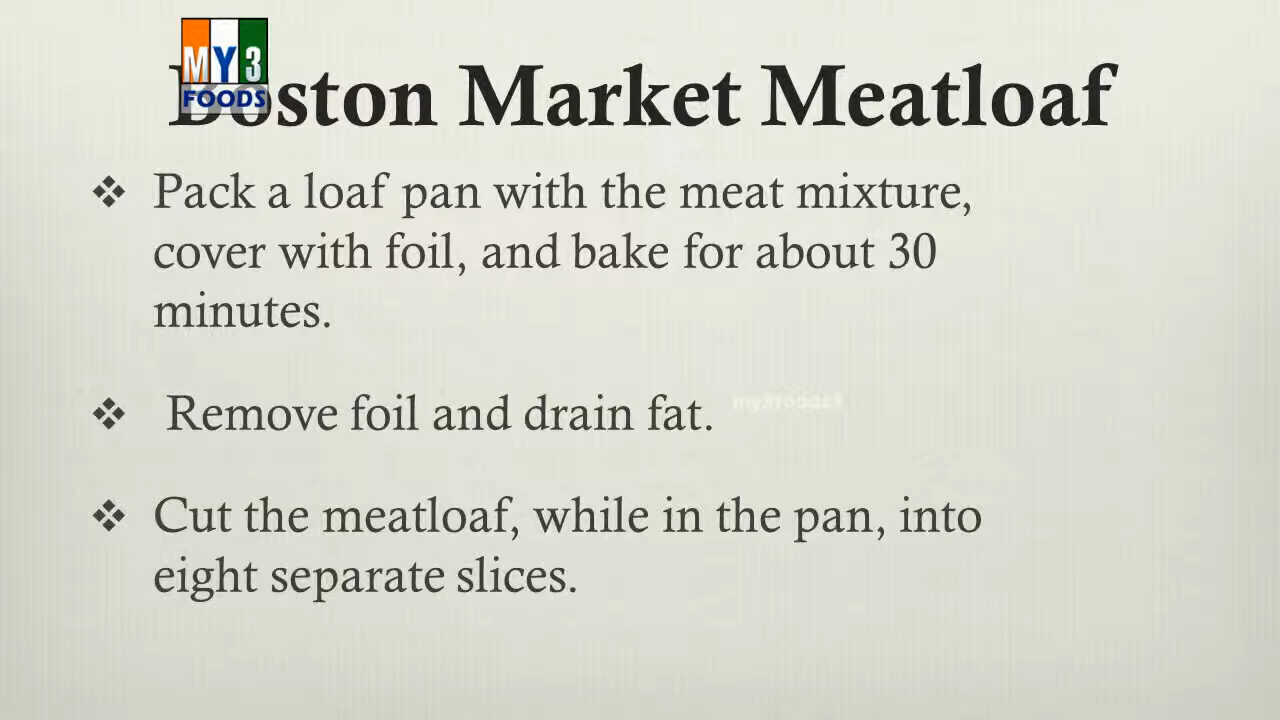 MY3
FOODS
Boston Market Meatloaf
❖ Pack a loaf pan with the meat mixture,
cover with foil, and bake for about 30
minutes.
❖ Remove foil and drain fat.
❖ Cut the meatloaf, while in the pan, into
eight separate slices.